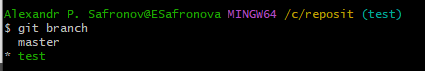 Alexandr P. Safronov@ESafronova MINGW64 /c/reposit (test)
$ git branch
  master
* test